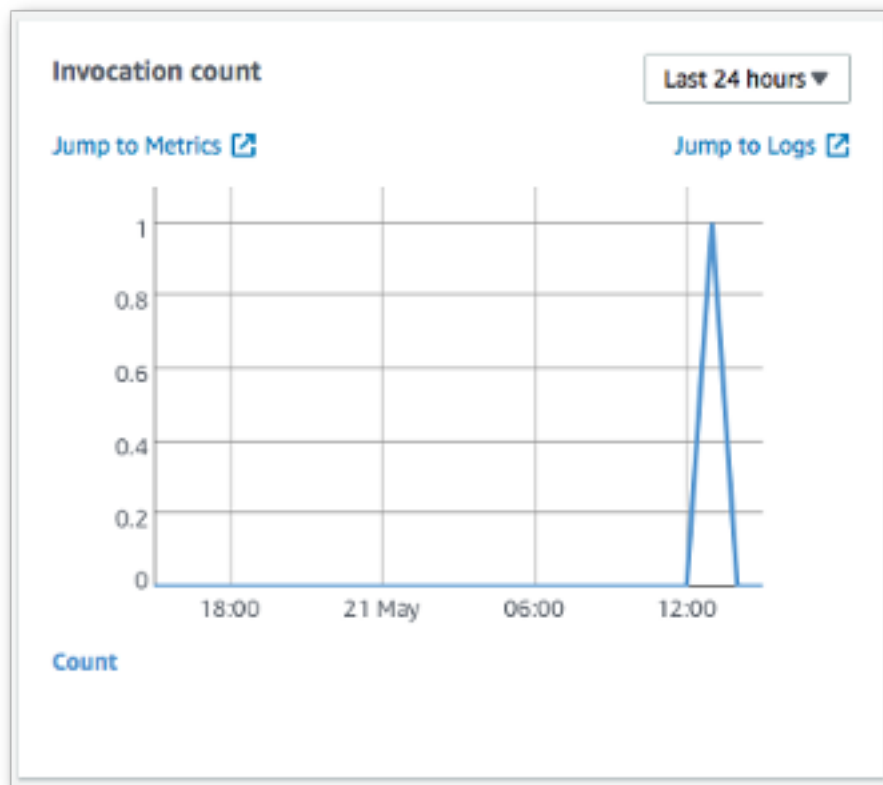 Invocation count
Last 24 hours
Jump to Metrics
Jump to Logs
1
0.8
0.6
0.4
0.2
0
18:00 21 May 06:00 12:00
Count